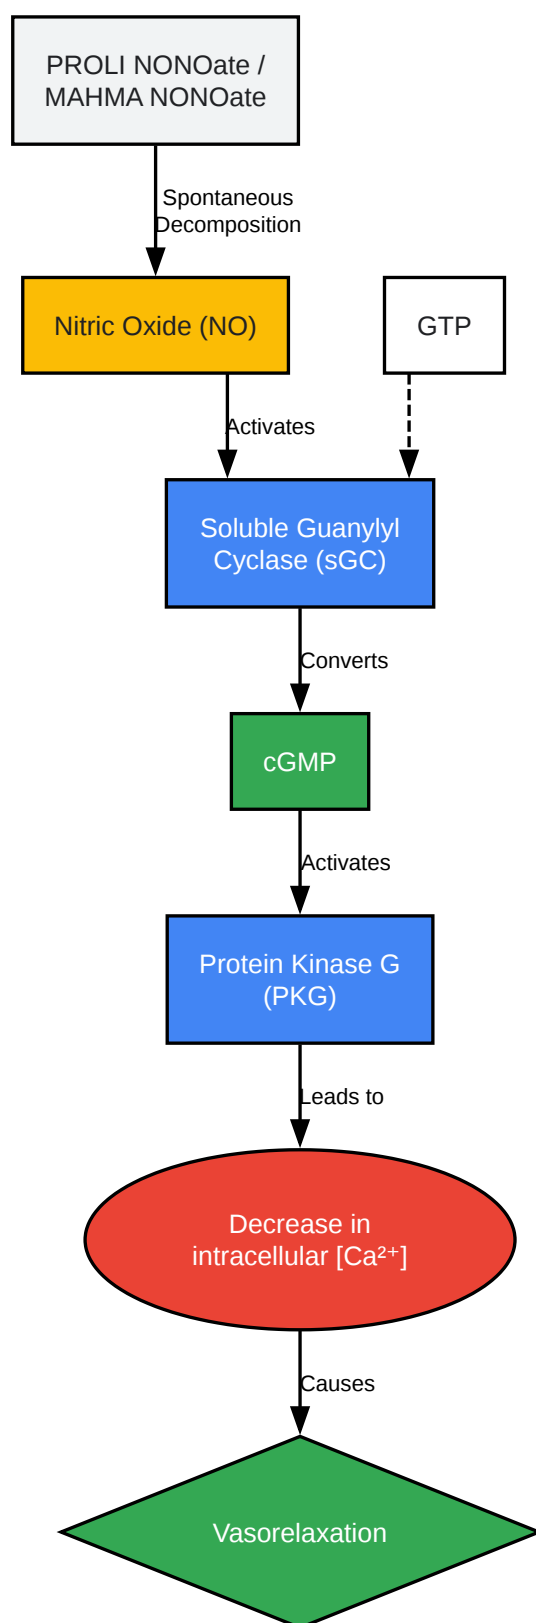 PROLI NONOate /
MAHMA NONOate
Spontaneous
Decomposition
Nitric Oxide (NO)
GTP
Activates
Soluble Guanylyl
Cyclase (sGC)
Converts
cGMP
Activates
Protein Kinase G
(PKG)
Leads to
Decrease in
intracellular [Ca²⁺]
Causes
Vasorelaxation